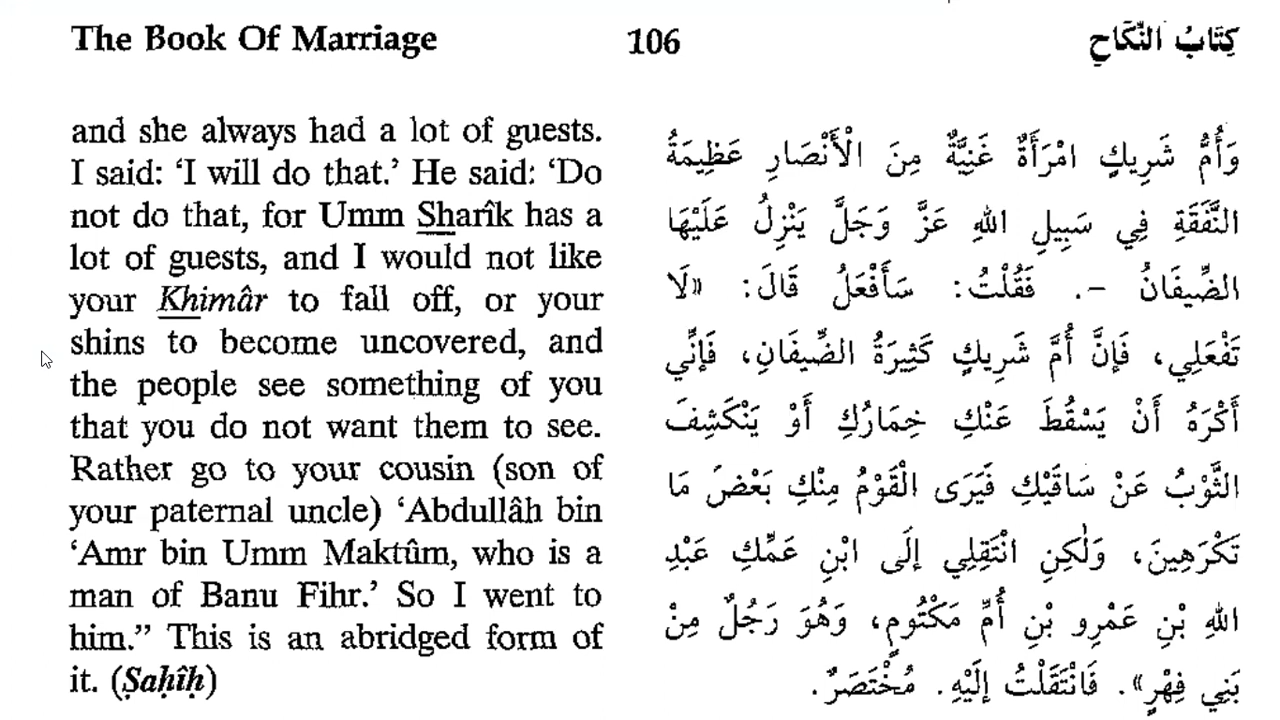 The Book Of Marriage
106
كِتَابُ النِّكَاحِ
and she always had a lot of guests.
I said: ‘I will do that.’ He said: ‘Do
not do that, for Umm Sharîk has a
lot of guests, and I would not like
your Khimâr to fall off, or your
shins to become uncovered, and
the people see something of you
that you do not want them to see.
Rather go to your cousin (son of
your paternal uncle) ‘Abdullâh bin
‘Amr bin Umm Maktûm, who is a
man of Banu Fihr.’ So I went to
him.” This is an abridged form of
it. (Ṣaḥîḥ)
وَأُمُّ شَرِيكٍ امْرَأَةٌ غَنِيَّةٌ مِنَ الْأَنْصَارِ عَظِيمَةُ
النَّفَقَةِ فِي سَبِيلِ اللهِ عَزَّ وَجَلَّ يَنْزِلُ عَلَيْهَا
الضِّيفَانُ -. فَقُلْتُ: سَأَفْعَلُ قَالَ: «لَا
تَفْعَلِي، فَإِنَّ أُمَّ شَرِيكٍ كَثِيرَةُ الضِّيفَانِ، فَإِنِّي
أَكْرَهُ أَنْ يَسْقُطَ عَنْكِ خِمَارُكِ أَوْ يَنْكَشِفَ
الثَّوْبُ عَنْ سَاقَيْكِ فَيَرَى الْقَوْمُ مِنْكِ بَعْضَ مَا
تَكْرَهِينَ، وَلٰكِنِ انْتَقِلِي إِلَى ابْنِ عَمِّكِ عَبْدِ
اللهِ بْنِ عَمْرِو بْنِ أُمِّ مَكْتُومٍ، وَهُوَ رَجُلٌ مِنْ
بَنِي فِهْرٍ». فَانْتَقَلْتُ إِلَيْهِ. مُخْتَصَرٌ.